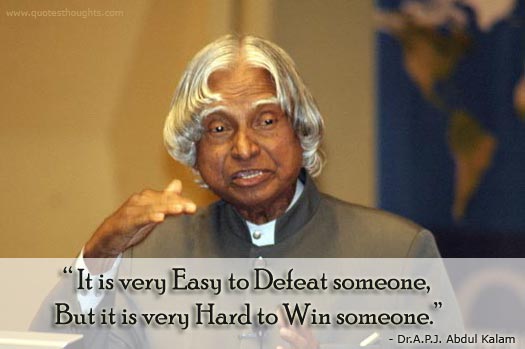 www.quotesthoughts.com
“It is very Easy to Defeat someone,
But it is very Hard to Win someone.”
- Dr.A.P.J. Abdul Kalam